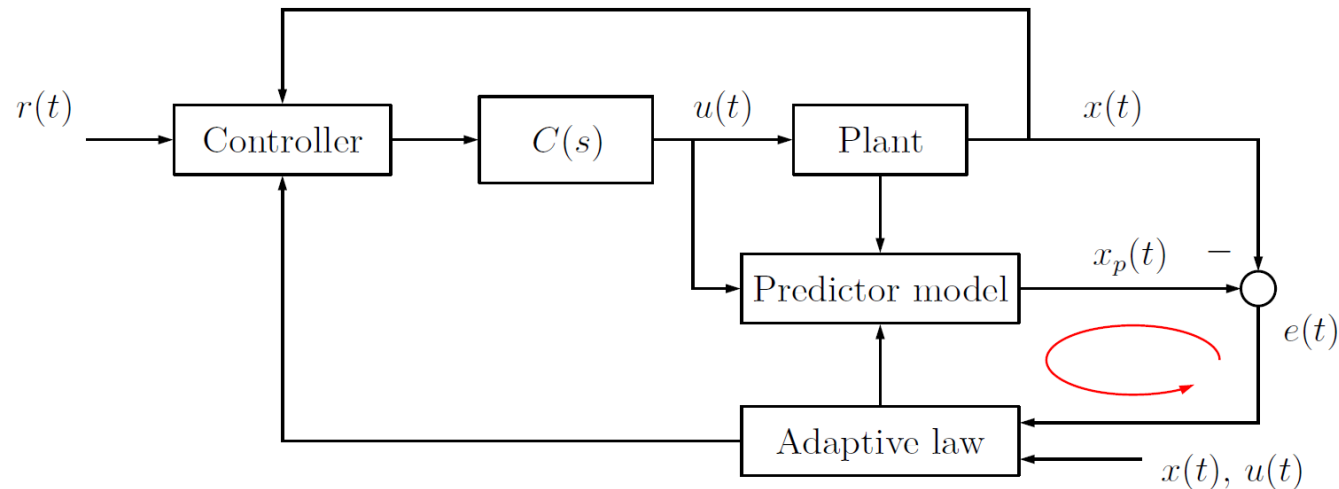 r(t)
Controller
C(s)
u(t)
Plant
x(t)
Predictor model
x_p(t)
−
e(t)
Adaptive law
x(t), u(t)